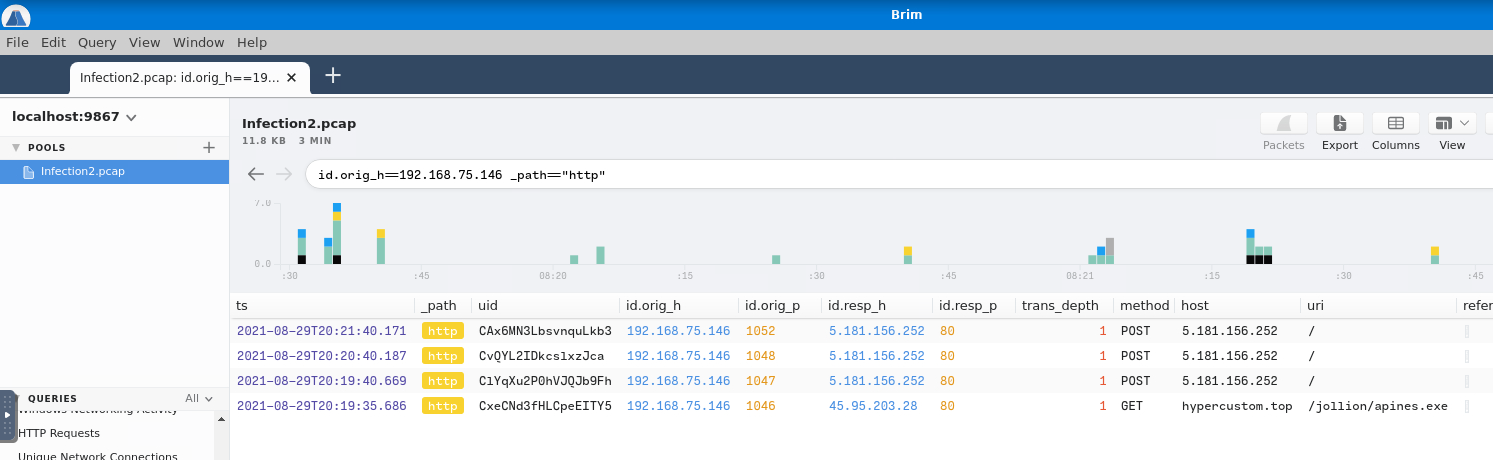 Brim
File Edit Query View Window Help
Infection2.pcap: id.orig_h==19... ✕ +
localhost:9867
POOLS +
Infection2.pcap
QUERIES All
Windows Networking Activity
HTTP Requests
Unique Network Connections
Infection2.pcap
11.8 KB 3 MIN
Packets Export Columns View
id.orig_h==192.168.75.146 _path=="http"
7.0
0.0
:30 :45 08:20 :15 :30 :45 08:21 :15 :30 :45
ts _path uid id.orig_h id.orig_p id.resp_h id.resp_p trans_depth method host uri refer
2021-08-29T20:21:40.171 http CAx6MN3LbsvnquLkb3 192.168.75.146 1052 5.181.156.252 80 1 POST 5.181.156.252 /
2021-08-29T20:20:40.187 http CvQYL2IDkcslxzJca 192.168.75.146 1048 5.181.156.252 80 1 POST 5.181.156.252 /
2021-08-29T20:19:40.669 http ClYqXu2P0hVJQJb9Fh 192.168.75.146 1047 5.181.156.252 80 1 POST 5.181.156.252 /
2021-08-29T20:19:35.686 http CxeCNd3fHLCpeEITY5 192.168.75.146 1046 45.95.203.28 80 1 GET hypercustom.top /jollion/apines.exe